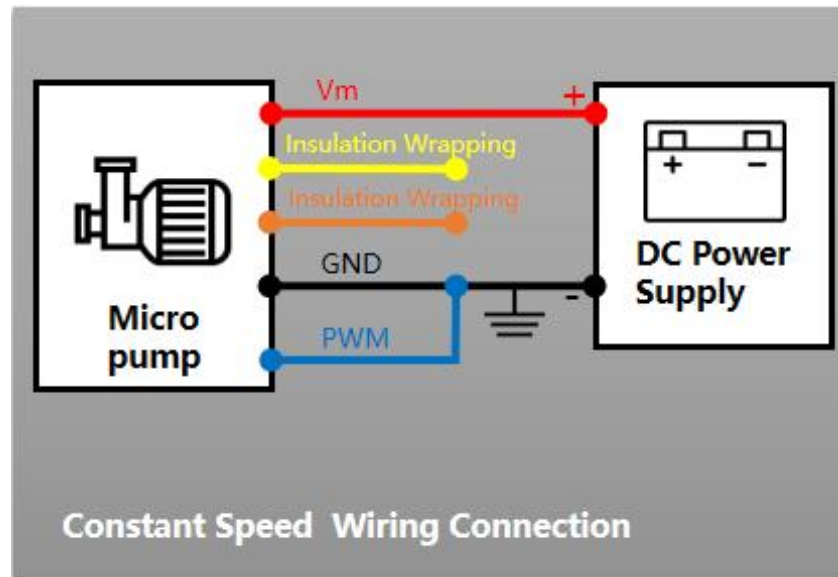 Vm
+
Insulation Wrapping
Insulation Wrapping
GND
-
PWM
Micro
pump
+ -
DC Power
Supply
Constant Speed Wiring Connection